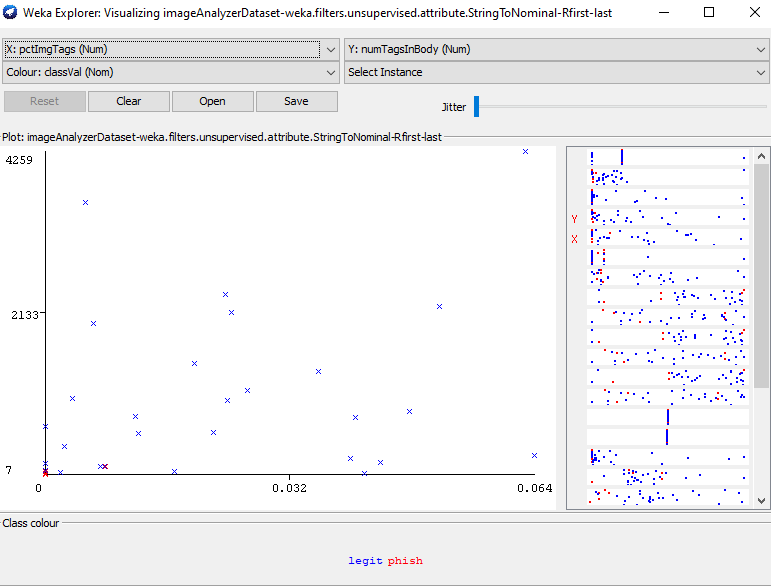 Weka Explorer: Visualizing imageAnalyzerDataset-weka.filters.unsupervised.attribute.StringToNominal-Rfirst-last
X: pctImgTags (Num) Y: numTagsInBody (Num)
Colour: classVal (Nom) Select Instance
Reset Clear Open Save Jitter
Plot: imageAnalyzerDataset-weka.filters.unsupervised.attribute.StringToNominal-Rfirst-last
4259
Y
X
2133
7
0 0.032 0.064
Class colour
legit phish